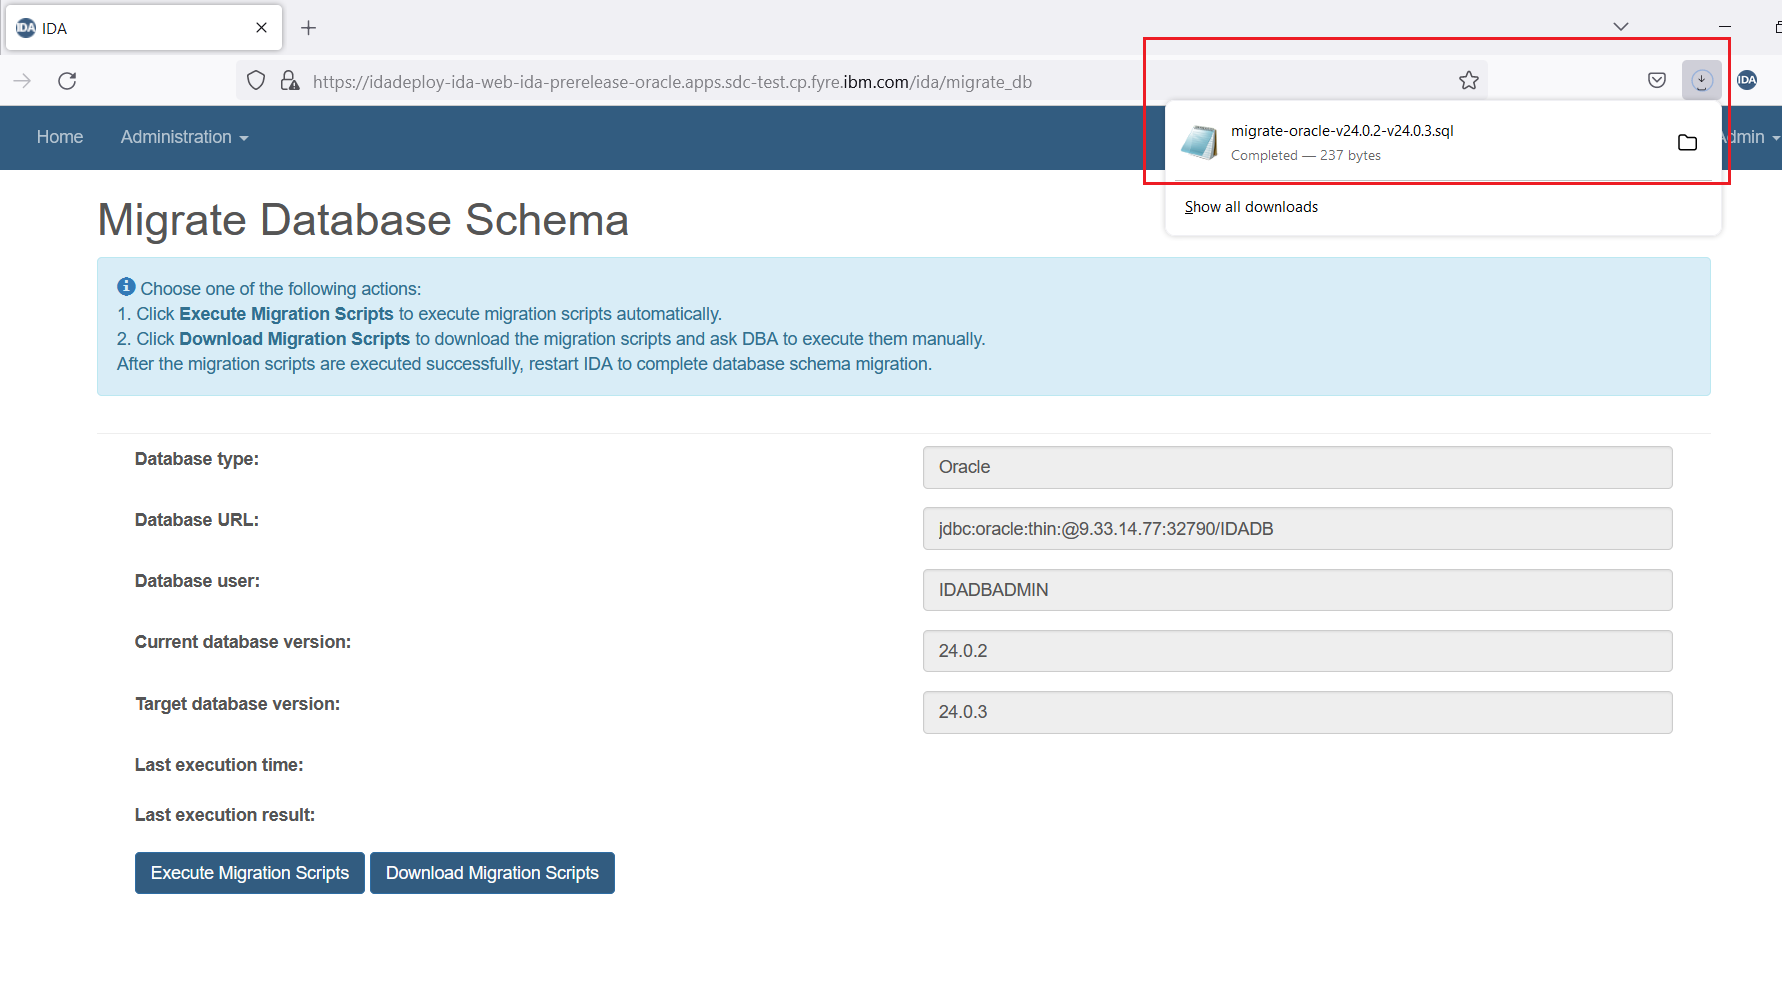 IDA IDA
https://idadeploy-ida-web-ida-prerelease-oracle.apps.sdc-test.cp.fyre.ibm.com/ida/migrate_db
IDA
Home Administration
dmin
migrate-oracle-v24.0.2-v24.0.3.sql
Completed — 237 bytes
Show all downloads
Migrate Database Schema
Choose one of the following actions:
1. Click Execute Migration Scripts to execute migration scripts automatically.
2. Click Download Migration Scripts to download the migration scripts and ask DBA to execute them manually.
After the migration scripts are executed successfully, restart IDA to complete database schema migration.
Database type: Oracle
Database URL: jdbc:oracle:thin:@9.33.14.77:32790/IDADB
Database user: IDADBADMIN
Current database version: 24.0.2
Target database version: 24.0.3
Last execution time:
Last execution result:
Execute Migration Scripts Download Migration Scripts